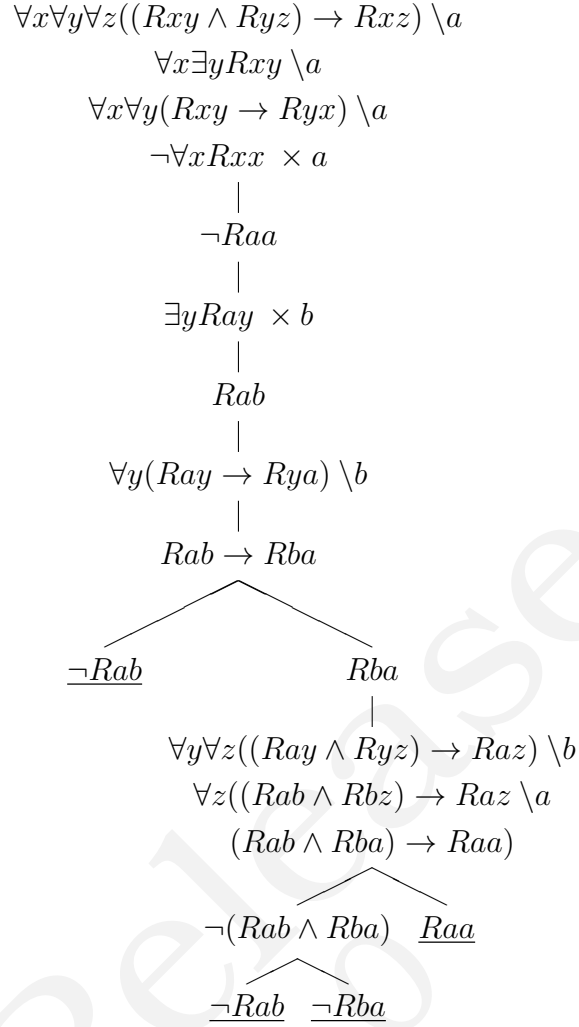 ∀x∀y∀z((Rxy ∧ Ryz) → Rxz) \a
∀x∃yRxy \a
∀x∀y(Rxy → Ryx) \a
¬∀xRxx × a
¬Raa
∃yRay × b
Rab
∀y(Ray → Rya) \b
Rab → Rba
¬Rab Rba
∀y∀z((Ray ∧ Ryz) → Raz) \b
∀z((Rab ∧ Rbz) → Raz \a
(Rab ∧ Rba) → Raa)
¬(Rab ∧ Rba) Raa
¬Rab ¬Rba
Release